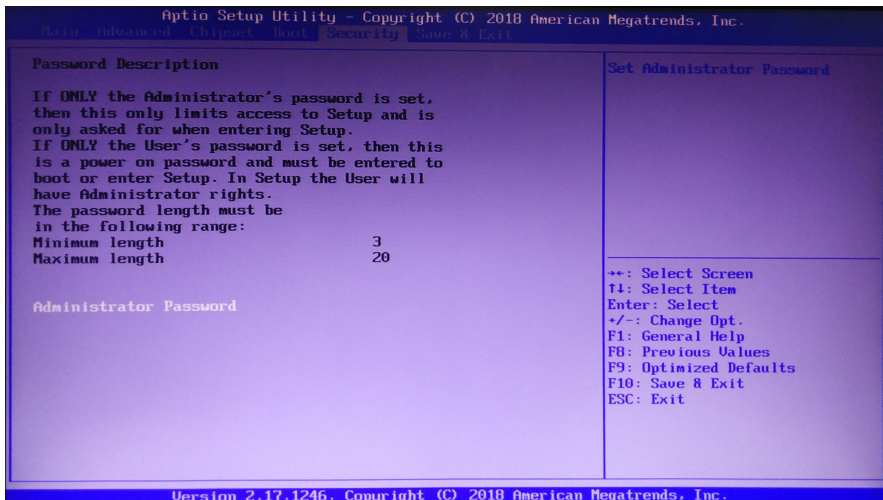 Aptio Setup Utility - Copyright (C) 2018 American Megatrends, Inc.
Main Advanced Chipset Boot Security Save & Exit
Password Description
If ONLY the Administrator's password is set,
then this only limits access to Setup and is
only asked for when entering Setup.
If ONLY the User's password is set, then this
is a power on password and must be entered to
boot or enter Setup. In Setup the User will
have Administrator rights.
The password length must be
in the following range:
Minimum length 3
Maximum length 20
Administrator Password
Set Administrator Password
→←: Select Screen
↑↓: Select Item
Enter: Select
+/-: Change Opt.
F1: General Help
F8: Previous Values
F9: Optimized Defaults
F10: Save & Exit
ESC: Exit
Version 2.17.1246. Copyright (C) 2018 American Megatrends, Inc.